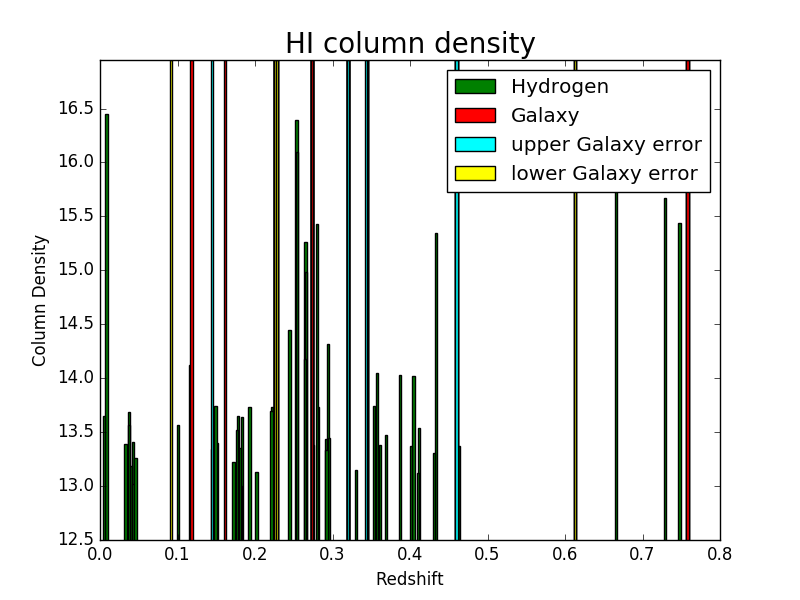 HI column density
Hydrogen
Galaxy
upper Galaxy error
lower Galaxy error
Column Density
16.5
16.0
15.5
15.0
14.5
14.0
13.5
13.0
12.5
0.0 0.1 0.2 0.3 0.4 0.5 0.6 0.7 0.8
Redshift